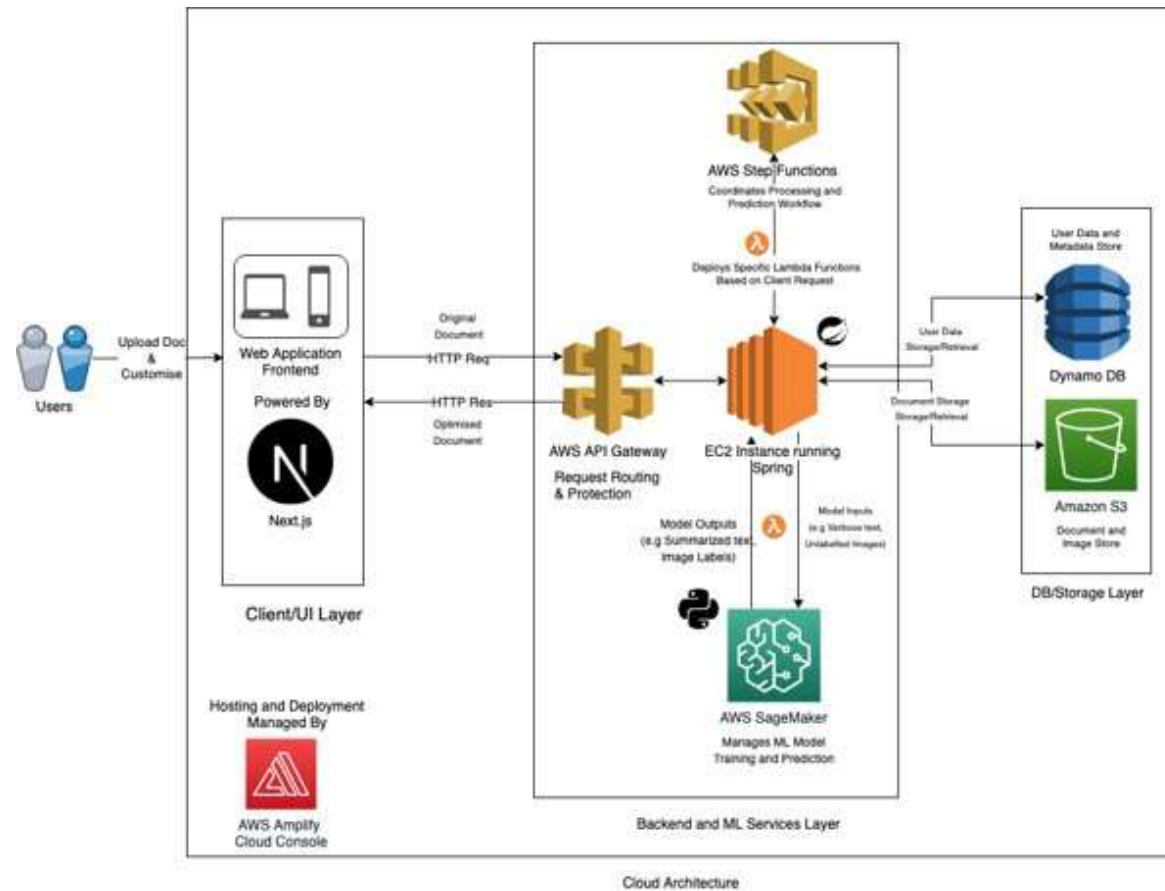 AWS Step Functions
Coordinates Processing and
Prediction Workflow
Deploys Specific Lambda Functions
Based on Client Request
User Data and
Metadata Store
Upload Doc
&
Customise
Users
Web Application
Frontend
Powered By
N
Next.js
Client/UI Layer
Original
Document
HTTP Req
HTTP Res
Optimised
Document
AWS API Gateway
Request Routing
& Protection
EC2 Instance running
Spring
User Data
Storage/Retrieval
Document Storage
Storage/Retrieval
Dynamo DB
Amazon S3
Document and
Image Store
DB/Storage Layer
Model Outputs
(e.g Summarized text,
Image Labels)
λ
λ
Model Inputs
(e.g Verbose text,
Unlabelled Images)
AWS SageMaker
Manages ML Model
Training and Prediction
Hosting and Deployment
Managed By
AWS Amplify
Cloud Console
Backend and ML Services Layer
Cloud Architecture